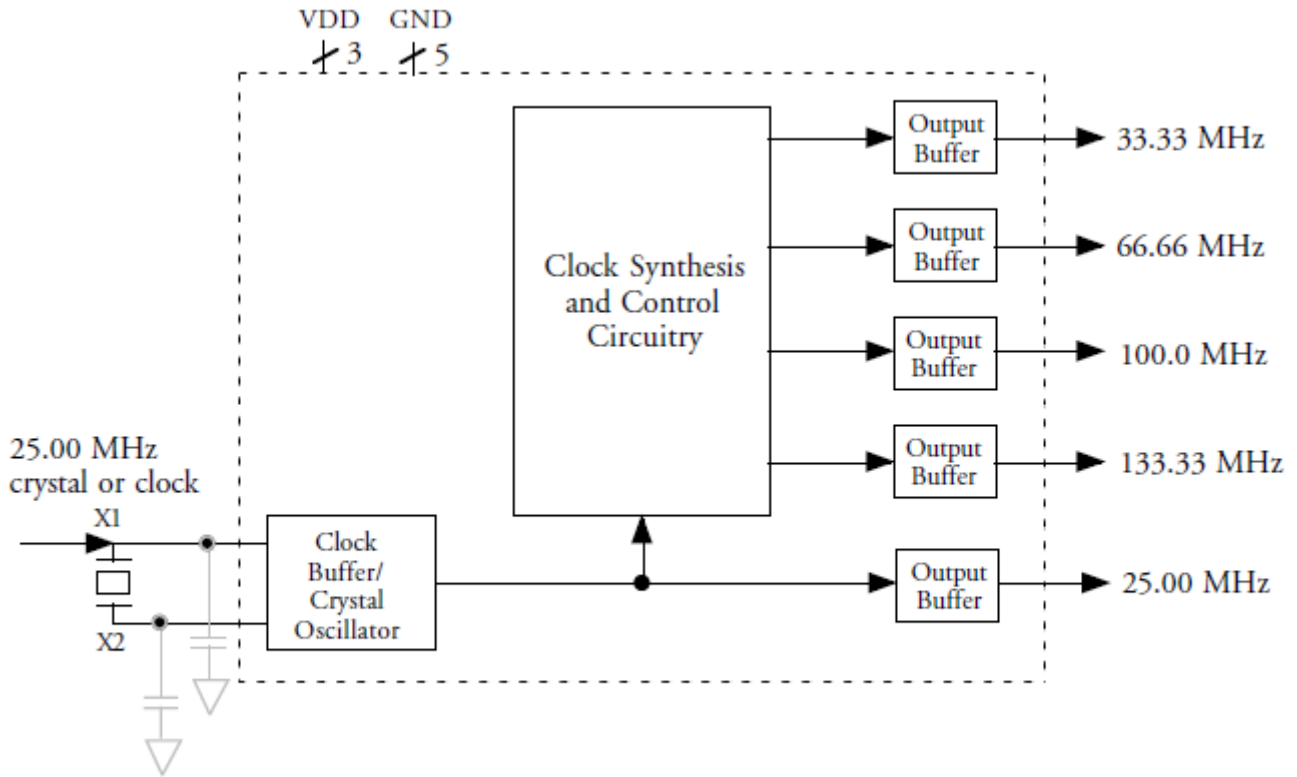 VDD GND
3 5
Output
Buffer
33.33 MHz
Output
Buffer
66.66 MHz
Clock Synthesis
and Control
Circuitry
Output
Buffer
100.0 MHz
Output
Buffer
133.33 MHz
25.00 MHz
crystal or clock
X1
X2
Clock
Buffer/
Crystal
Oscillator
Output
Buffer
25.00 MHz